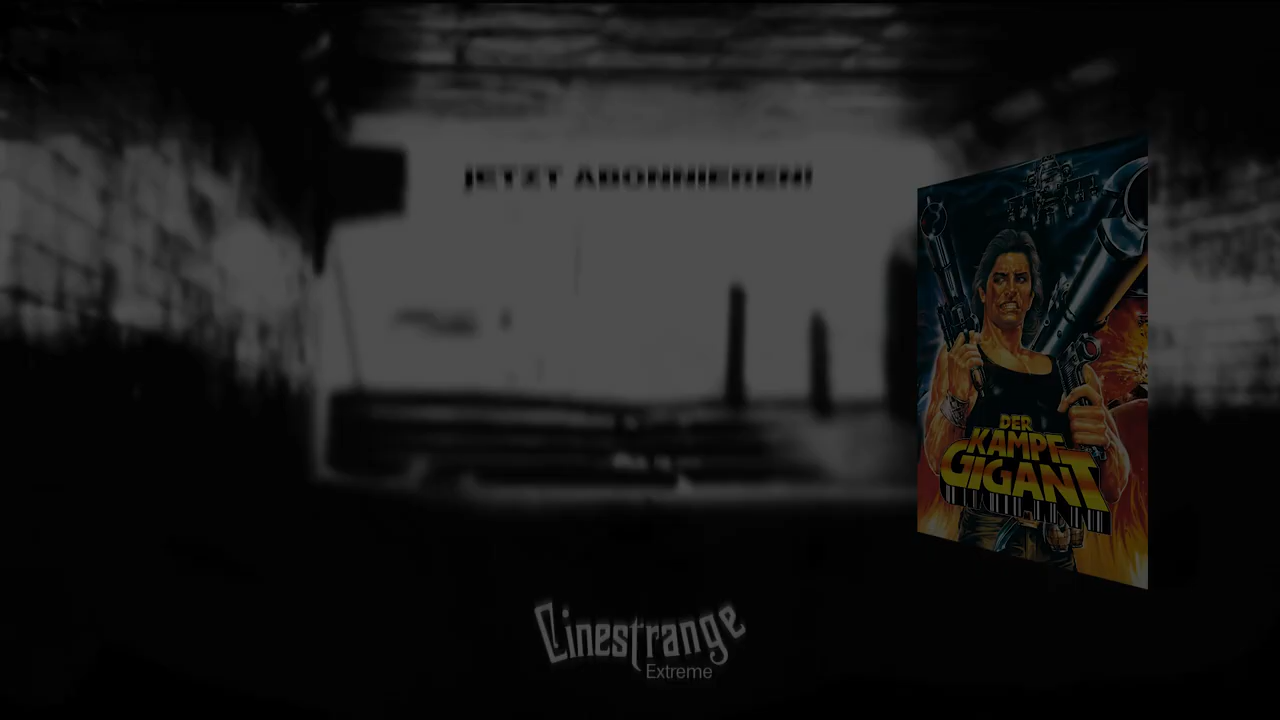 JETZT ABONNIEREN!
DER
KAMPF
GIGANT
Cinestrange
Extreme